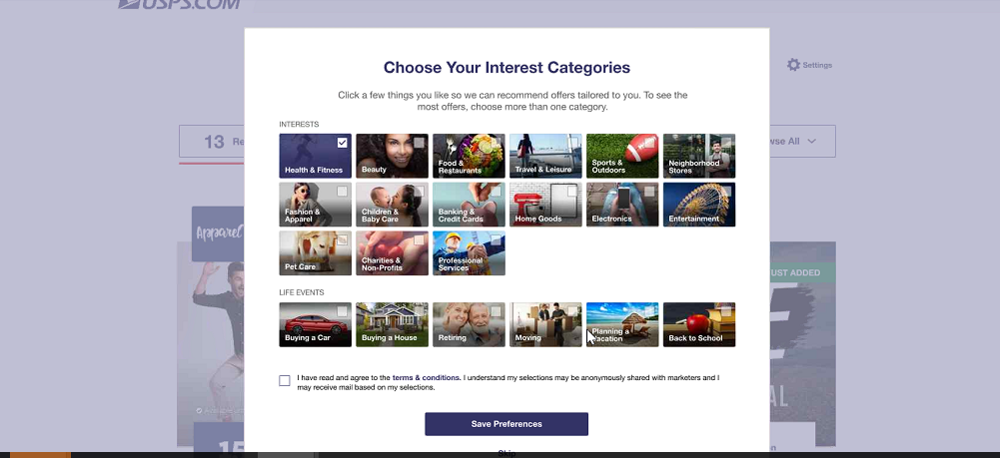 USPS.COM
Settings
13 Re
wse All
Choose Your Interest Categories
Click a few things you like so we can recommend offers tailored to you. To see the
most offers, choose more than one category.
INTERESTS
Health & Fitness
Beauty
Food &
Restaurants
Travel & Leisure
Sports &
Outdoors
Neighborhood
Stores
Fashion &
Apparel
Children &
Baby Care
Banking &
Credit Cards
Home Goods
Electronics
Entertainment
Pet Care
Charities &
Non-Profits
Professional
Services
Apparel
UST ADDED
LIFE EVENTS
Buying a Car
Buying a House
Retiring
Moving
Planning a
Vacation
Back to School
I have read and agree to the terms & conditions. I understand my selections may be anonymously shared with marketers and I
may receive mail based on my selections.
Save Preferences
Skip
15